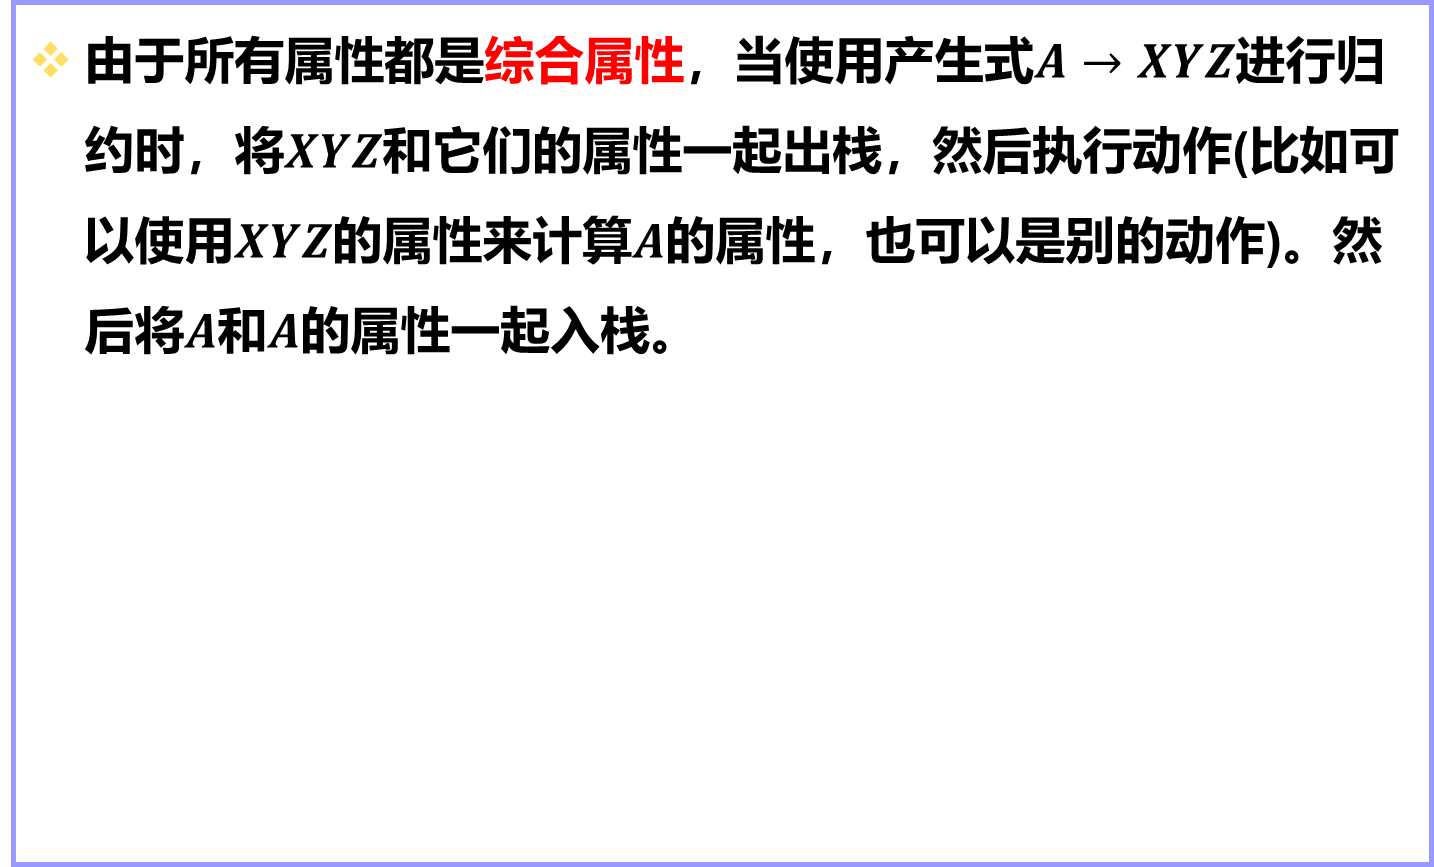 由于所有属性都是综合属性，当使用产生式A → XYZ进行归
约时，将XYZ和它们的属性一起出栈，然后执行动作(比如可
以使用XYZ的属性来计算A的属性，也可以是别的动作)。然
后将A和A的属性一起入栈。